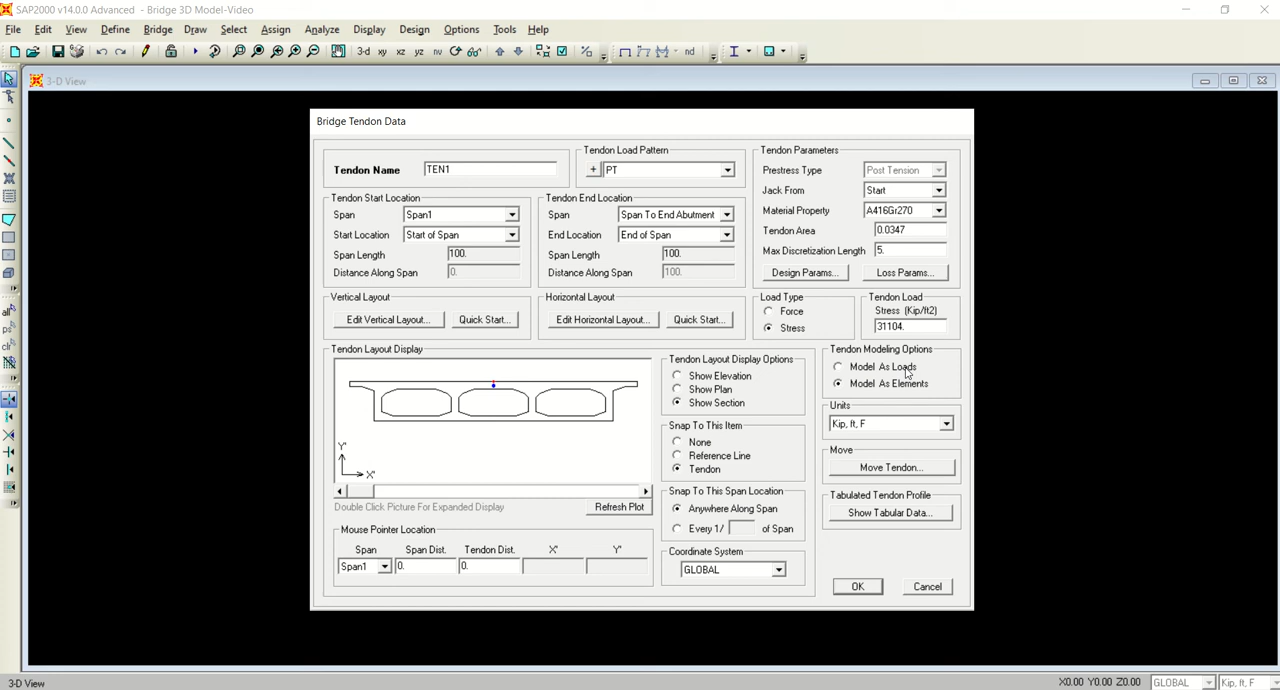 SAP2000 v14.0.0 Advanced - Bridge 3D Model-Video
File Edit View Define Bridge Draw Select Assign Analyze Display Design Options Tools Help
3-d xy xz yz nv nd
3-D View
Bridge Tendon Data
Tendon Name TEN1
Tendon Load Pattern
+ PT
Tendon Parameters
Prestress Type Post Tension
Jack From Start
Material Property A416Gr270
Tendon Area 0.0347
Max Discretization Length 5.
Design Params... Loss Params...
Tendon Start Location
Span Span1
Start Location Start of Span
Span Length 100.
Distance Along Span 0.
Tendon End Location
Span Span To End Abutment
End Location End of Span
Span Length 100.
Distance Along Span 100.
Vertical Layout
Edit Vertical Layout... Quick Start...
Horizontal Layout
Edit Horizontal Layout... Quick Start...
Load Type
Force
Stress
Tendon Load
Stress (Kip/ft2)
31104.
Tendon Layout Display
Y'
X'
Double Click Picture For Expanded Display Refresh Plot
Mouse Pointer Location
Span Span Dist. Tendon Dist. X' Y'
Span1 0. 0.
Tendon Layout Display Options
Show Elevation
Show Plan
Show Section
Snap To This Item
None
Reference Line
Tendon
Snap To This Span Location
Anywhere Along Span
Every 1/ of Span
Coordinate System
GLOBAL
Tendon Modeling Options
Model As Loads
Model As Elements
Units
Kip, ft, F
Move
Move Tendon...
Tabulated Tendon Profile
Show Tabular Data...
OK Cancel
all
ps
clr
3-D View X0.00 Y0.00 Z0.00 GLOBAL Kip, ft, F